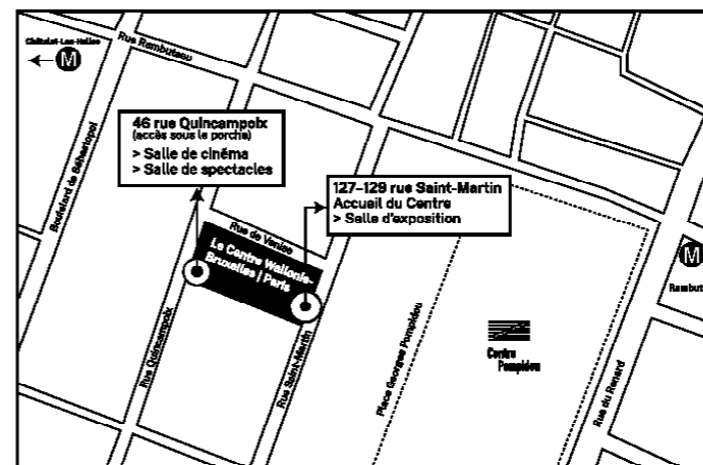 Châtelet-Les-Halles
M
Rue Rambuteau
46 rue Quincampoix
(accès sous le porche)
> Salle de cinéma
> Salle de spectacles
Boulevard de Sébastopol
127–129 rue Saint-Martin
Accueil du Centre
> Salle d'exposition
Rue de Venise
Le Centre Wallonie-
Bruxelles | Paris
M
Rambut
Rue Quincampoix
Rue Saint-Martin
Place Georges Pompidou
Centre
Pompidou
Rue du Renard